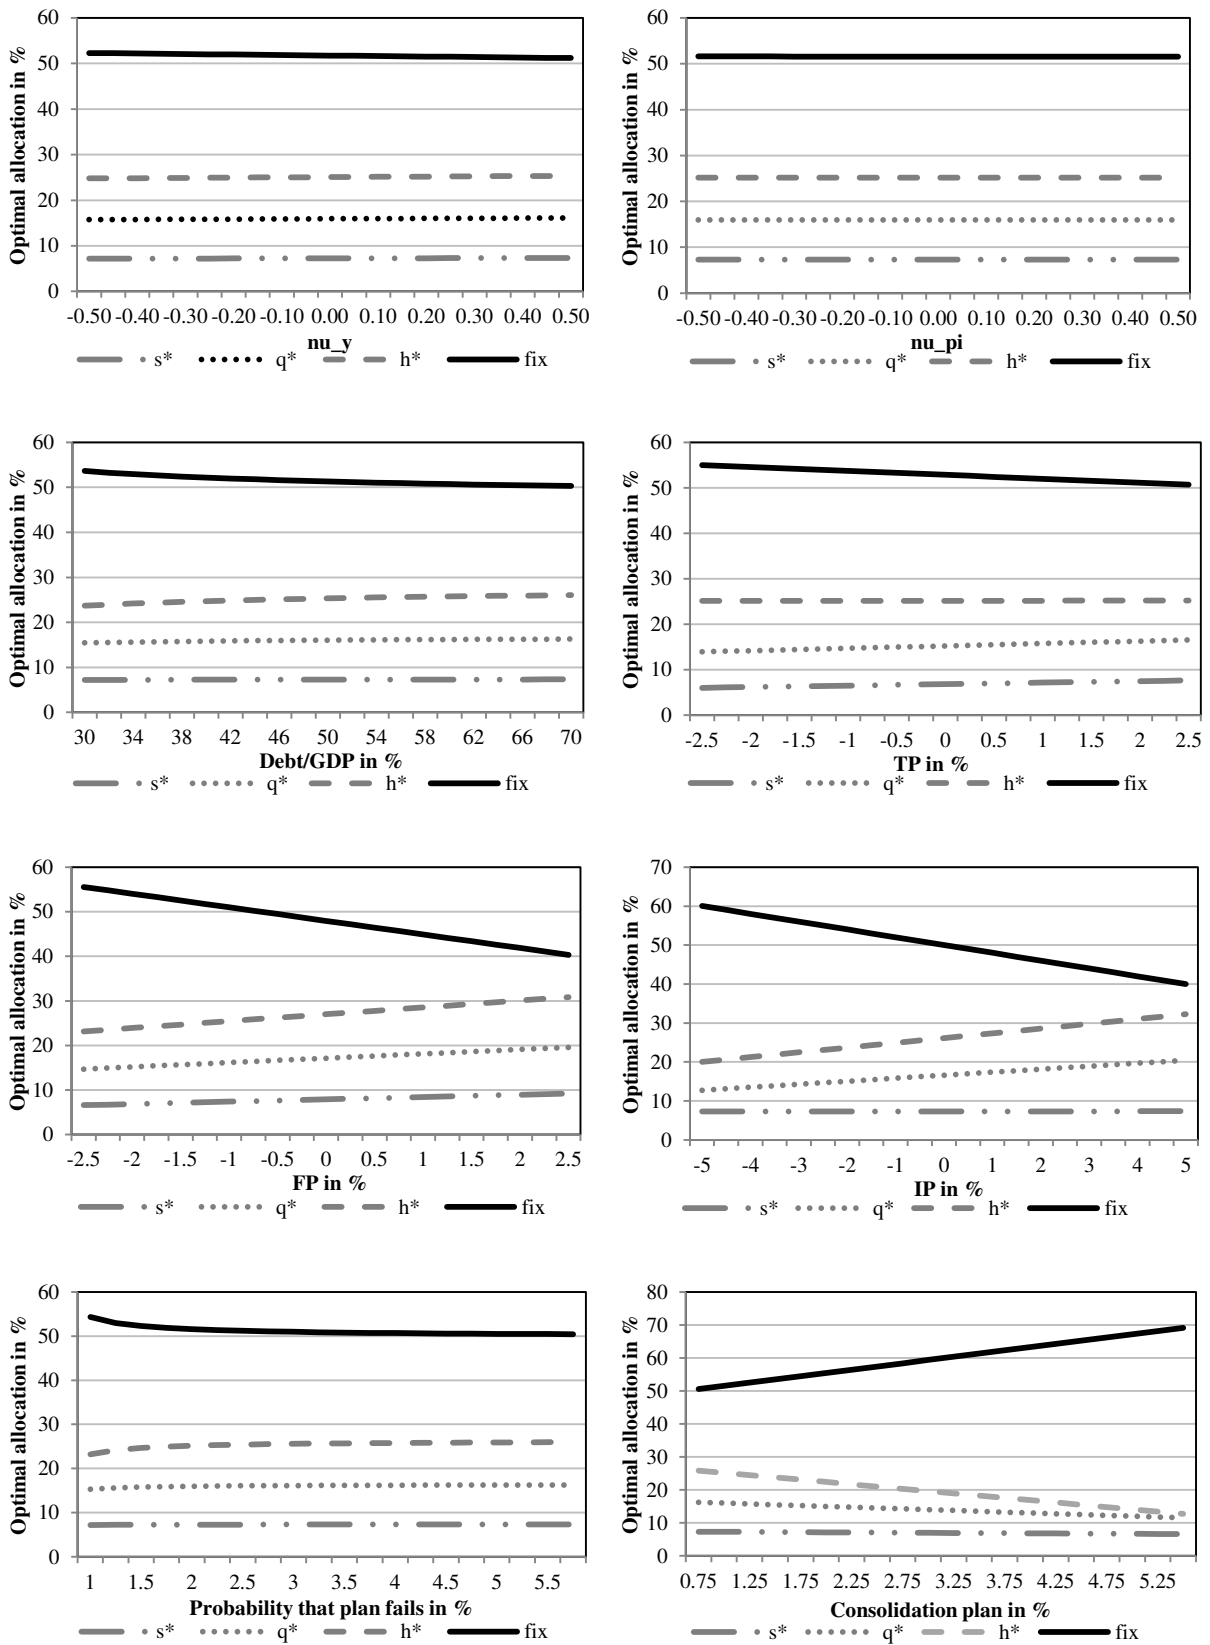 Optimal allocation in %
60
50
40
30
20
10
0
-0.50 -0.40 -0.30 -0.20 -0.10 0.00 0.10 0.20 0.30 0.40 0.50
nu_y
s* q* h* fix
Optimal allocation in %
60
50
40
30
20
10
0
-0.50 -0.40 -0.30 -0.20 -0.10 0.00 0.10 0.20 0.30 0.40 0.50
nu_pi
s* q* h* fix
Optimal allocation in %
60
50
40
30
20
10
0
30 34 38 42 46 50 54 58 62 66 70
Debt/GDP in %
s* q* h* fix
Optimal allocation in %
60
50
40
30
20
10
0
-2.5 -2 -1.5 -1 -0.5 0 0.5 1 1.5 2 2.5
TP in %
s* q* h* fix
Optimal allocation in %
60
50
40
30
20
10
0
-2.5 -2 -1.5 -1 -0.5 0 0.5 1 1.5 2 2.5
FP in %
s* q* h* fix
Optimal allocation in %
70
60
50
40
30
20
10
0
-5 -4 -3 -2 -1 0 1 2 3 4 5
IP in %
s* q* h* fix
Optimal allocation in %
60
50
40
30
20
10
0
1 1.5 2 2.5 3 3.5 4 4.5 5 5.5
Probability that plan fails in %
s* q* h* fix
Optimal allocation in %
80
70
60
50
40
30
20
10
0
0.75 1.25 1.75 2.25 2.75 3.25 3.75 4.25 4.75 5.25
Consolidation plan in %
s* q* h* fix